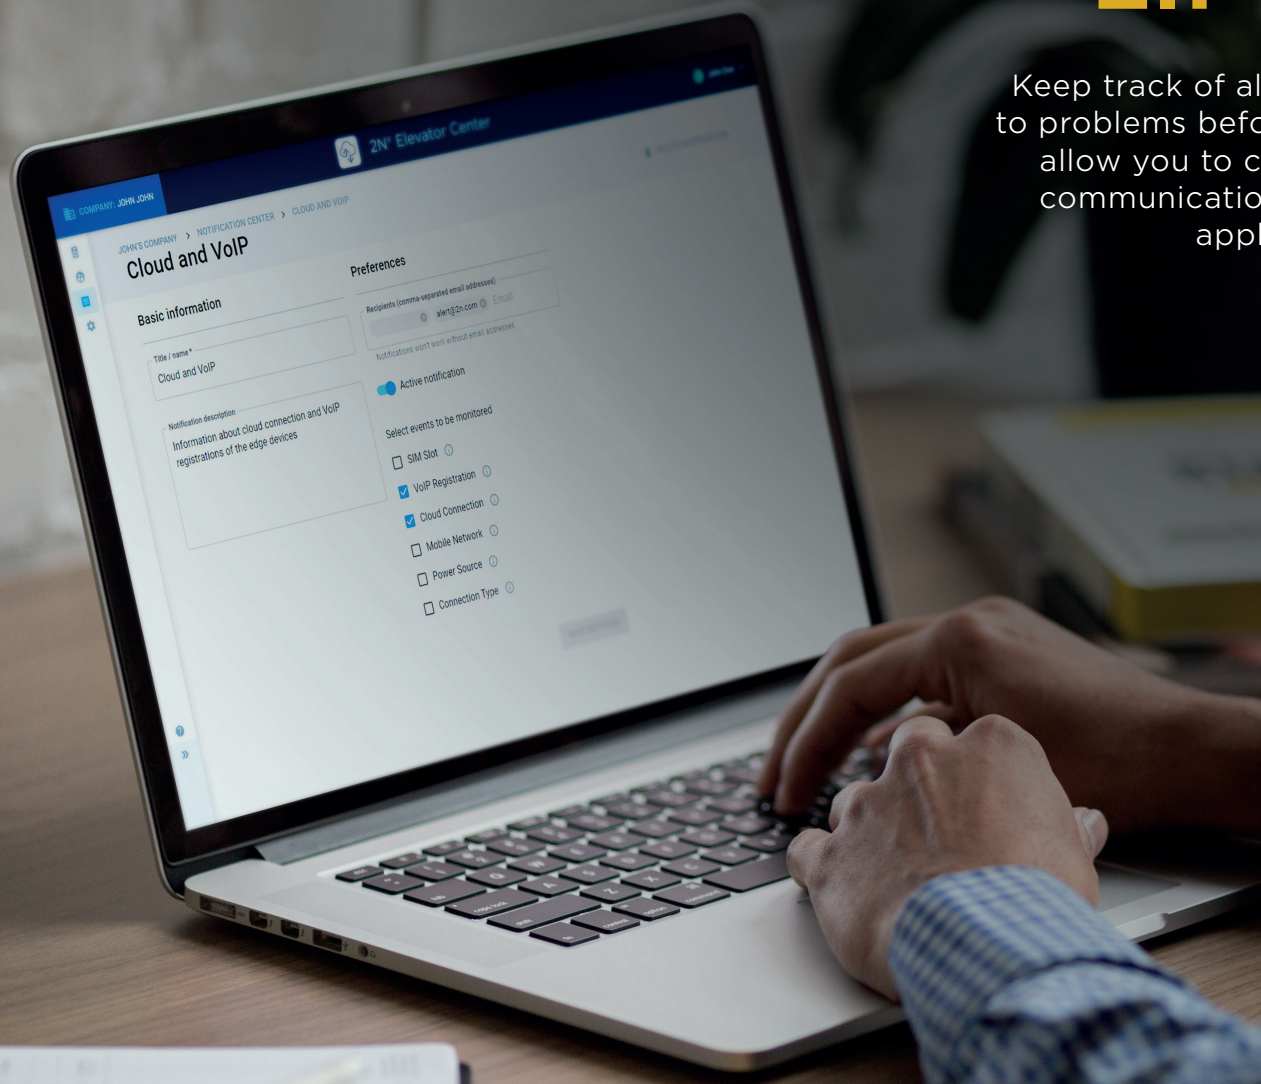 Keep track of al
to problems befo
allow you to c
communicatio
appl
2N® Elevator Center
COMPANY: JOHN JOHN
JOHN'S COMPANY > NOTIFICATION CENTER > CLOUD AND VOIP
Cloud and VoIP
Basic information
Title / name*
Cloud and VoIP
Notification description
Information about cloud connection and VoIP
registrations of the edge devices
Preferences
Recipients (comma-separated email addresses)
alert@2n.com Email
Notifications won't work without email addresses
Active notification
Select events to be monitored
SIM Slot
VoIP Registration
Cloud Connection
Mobile Network
Power Source
Connection Type